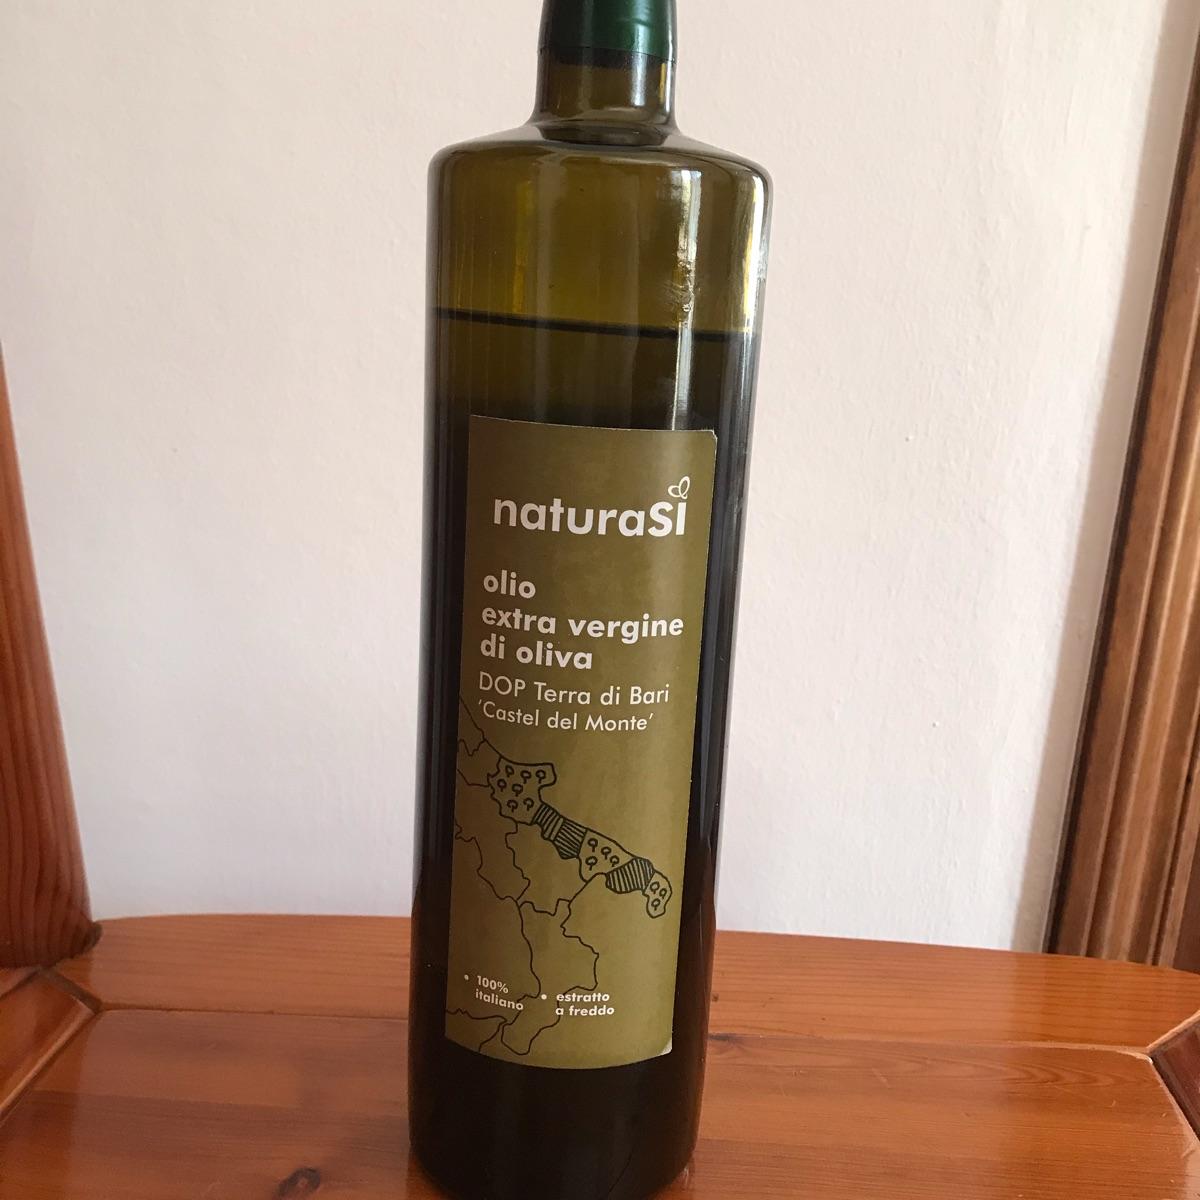 naturaSì
olio
extra vergine
di oliva
DOP Terra di Bari
'Castel del Monte'
• 100%
italiano
• estratto
a freddo